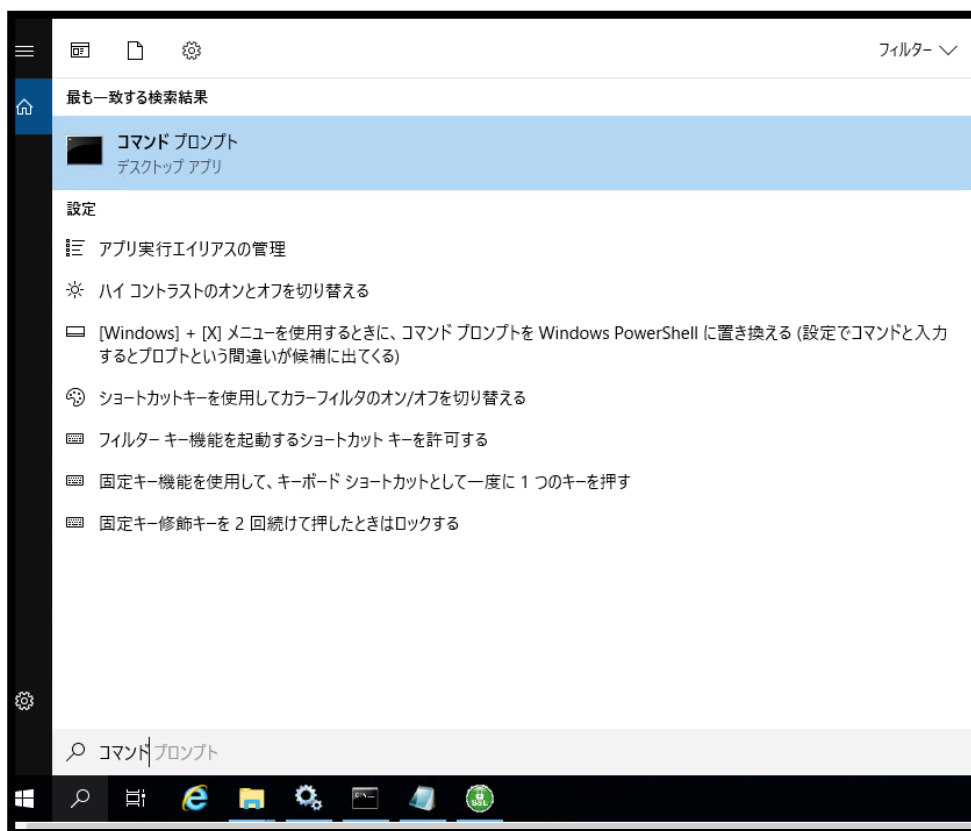 フィルター
最も一致する検索結果
コマンド プロンプト
デスクトップ アプリ
設定
アプリ実行エイリアスの管理
ハイ コントラストのオンとオフを切り替える
[Windows] + [X] メニューを使用するときに、コマンド プロンプトを Windows PowerShell に置き換える (設定でコマンドと入力
するとプロプトという間違いが候補に出てくる)
ショートカットキーを使用してカラーフィルタのオン/オフを切り替える
フィルター キー機能を起動するショートカット キーを許可する
固定キー機能を使用して、キーボード ショートカットとして一度に 1 つのキーを押す
固定キー修飾キーを 2 回続けて押したときはロックする
コマンド プロンプト
SSL